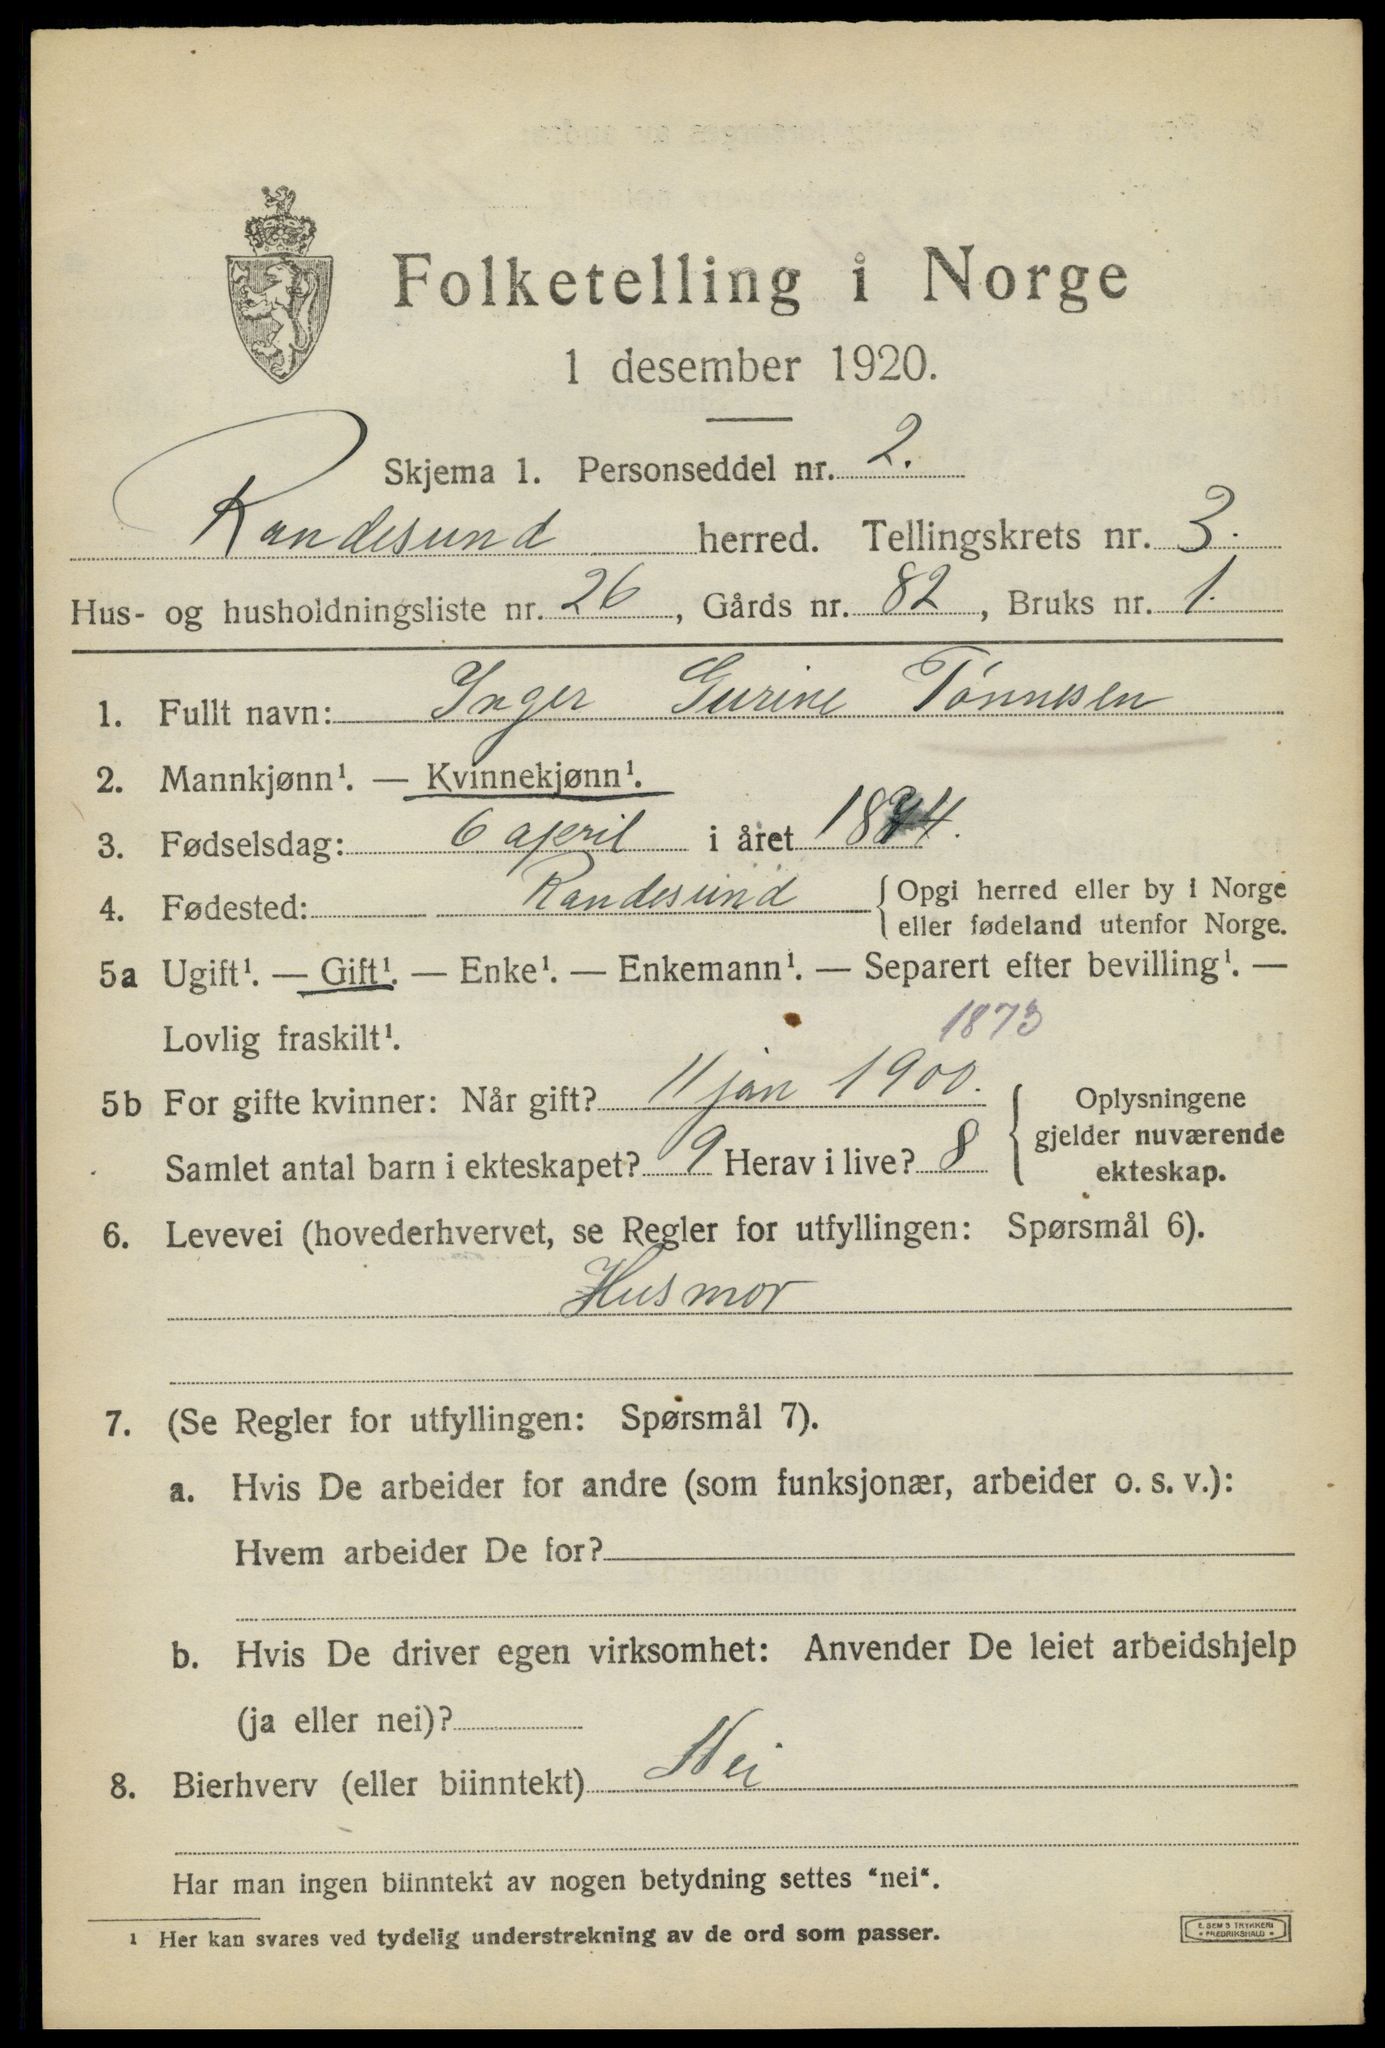 Folketelling i Norge
1 desember 1920.
Skjema 1. Personseddel nr. 2.
Randesund herred. Tellingskrets nr. 3.
Hus- og husholdningsliste nr. 26, Gårds nr. 82, Bruks nr. 1.
1. Fullt navn: Inger Gurine Tønnesen
2. Mannkjønn¹. — Kvinnekjønn¹.
3. Fødselsdag: 6 april i året
4. Fødested: Randesund { Opgi herred eller by i Norge
eller fødeland utenfor Norge.
5a Ugift¹. — Gift¹. — Enke¹. — Enkemann¹. — Separert efter bevilling¹. —
Lovlig fraskilt¹.
1873
5b For gifte kvinner: Når gift? 11 jan 1900. { Oplysningene
gjelder nuværende
Samlet antal barn i ekteskapet? 9 Herav i live? 8
ekteskap.
6. Levevei (hovederhvervet, se Regler for utfyllingen: Spørsmål 6).
Husmor
7. (Se Regler for utfyllingen: Spørsmål 7).
a. Hvis De arbeider for andre (som funksjonær, arbeider o. s. v.):
Hvem arbeider De for?
b. Hvis De driver egen virksomhet: Anvender De leiet arbeidshjelp
(ja eller nei)?
8. Bierhverv (eller biinntekt) Nei
Har man ingen biinntekt av nogen betydning settes "nei".
1 Her kan svares ved tydelig understrekning av de ord som passer.
E. SEM'S TRYKKERI
* FREDRIKSHALD *